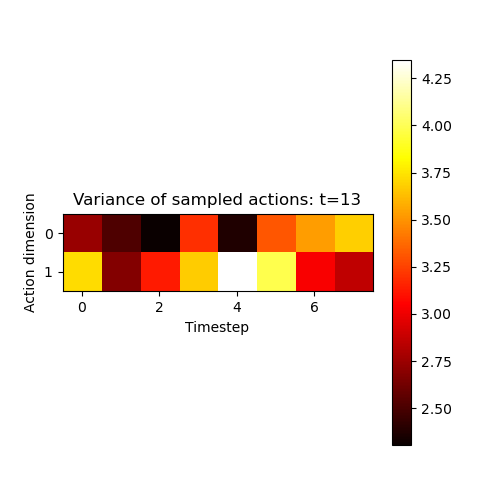 Variance of sampled actions: t=13
Action dimension
0
1
0 2 4 6
Timestep
4.25
4.00
3.75
3.50
3.25
3.00
2.75
2.50